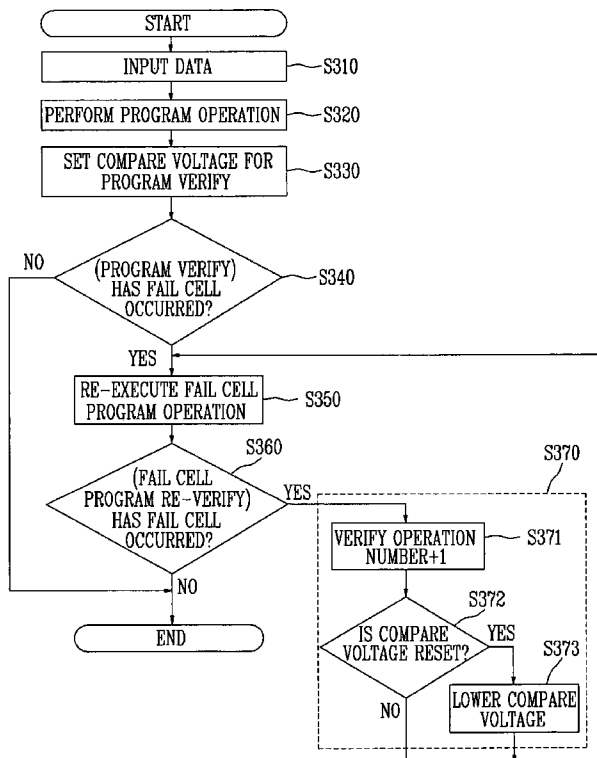 START
INPUT DATA
S310
PERFORM PROGRAM OPERATION
S320
SET COMPARE VOLTAGE FOR
PROGRAM VERIFY
S330
NO
(PROGRAM VERIFY)
HAS FAIL CELL
OCCURRED?
S340
YES
RE-EXECUTE FAIL CELL
PROGRAM OPERATION
S350
S360
(FAIL CELL
PROGRAM RE-VERIFY)
HAS FAIL CELL
OCCURRED?
YES
NO
END
S370
VERIFY OPERATION
NUMBER+1
S371
S372
IS COMPARE
VOLTAGE RESET?
YES
S373
LOWER COMPARE
VOLTAGE
NO